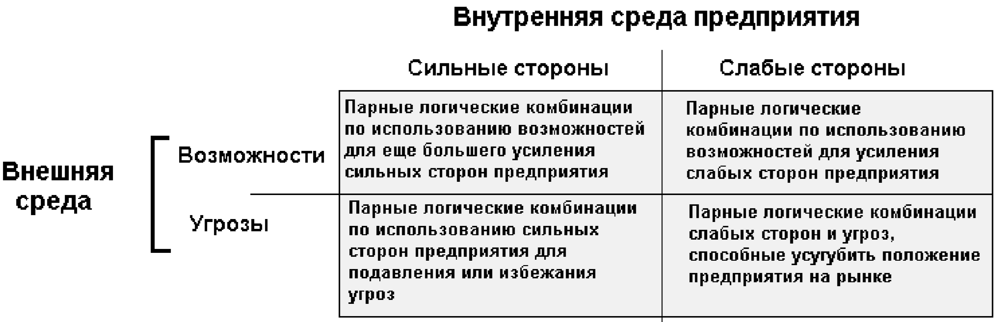 Внутренняя среда предприятия
Сильные стороны
Слабые стороны
Внешняя
среда
Возможности
Угрозы
Парные логические комбинации
по использованию возможностей
для еще большего усиления
сильных сторон предприятия
Парные логические
комбинации по использованию
возможностей для усиления
слабых сторон предприятия
Парные логические комбинации
по использованию сильных
сторон предприятия для
подавления или избежания
угроз
Парные логические комбинации
слабых сторон и угроз,
способные усугубить положение
предприятия на рынке